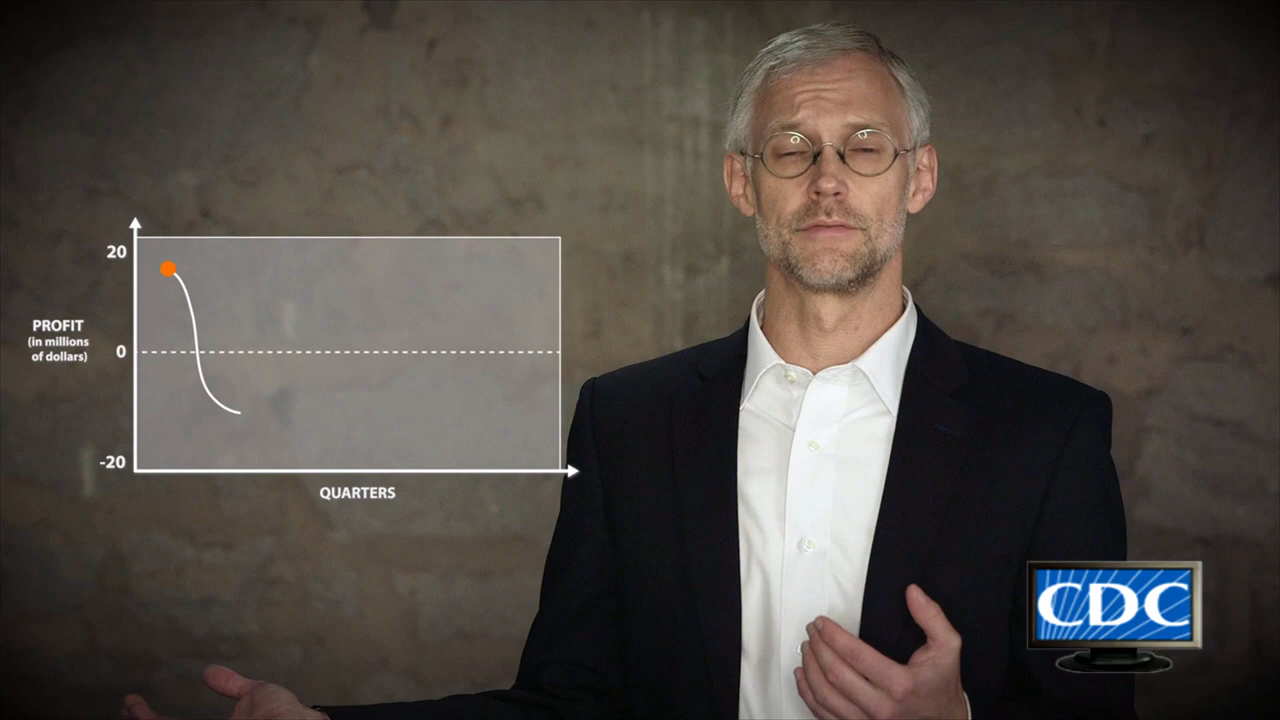 20
PROFIT
(in millions
of dollars)
0
-20
QUARTERS
CDC